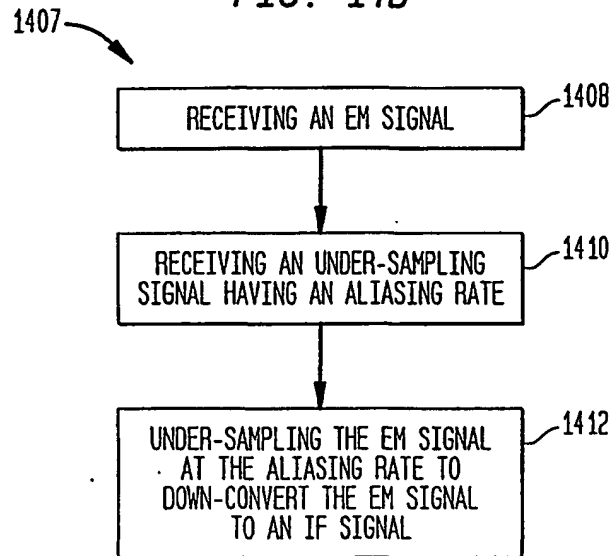 FIG. 14B
1407
RECEIVING AN EM SIGNAL
1408
RECEIVING AN UNDER-SAMPLING
SIGNAL HAVING AN ALIASING RATE
1410
UNDER-SAMPLING THE EM SIGNAL
AT THE ALIASING RATE TO
DOWN-CONVERT THE EM SIGNAL
TO AN IF SIGNAL
1412